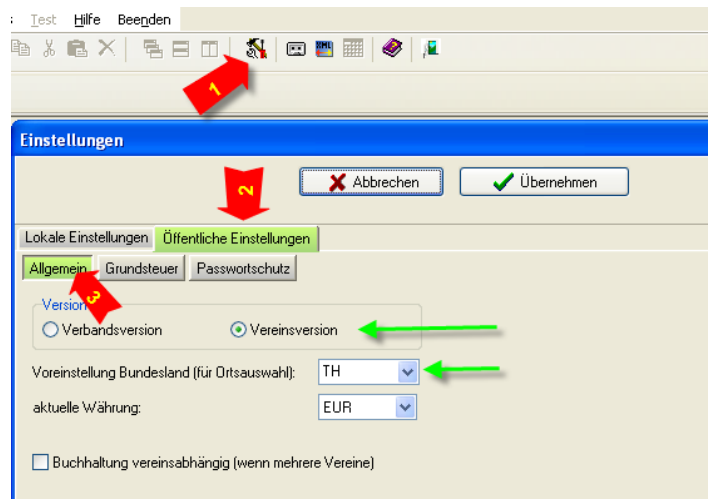 Test Hilfe Beenden
XML
1
Einstellungen
2
Abbrechen Übernehmen
Lokale Einstellungen Öffentliche Einstellungen
Allgemein Grundsteuer Passwortschutz
3
Version
Verbandsversion Vereinsversion
Voreinstellung Bundesland (für Ortsauswahl): TH
aktuelle Währung: EUR
Buchhaltung vereinsabhängig (wenn mehrere Vereine)